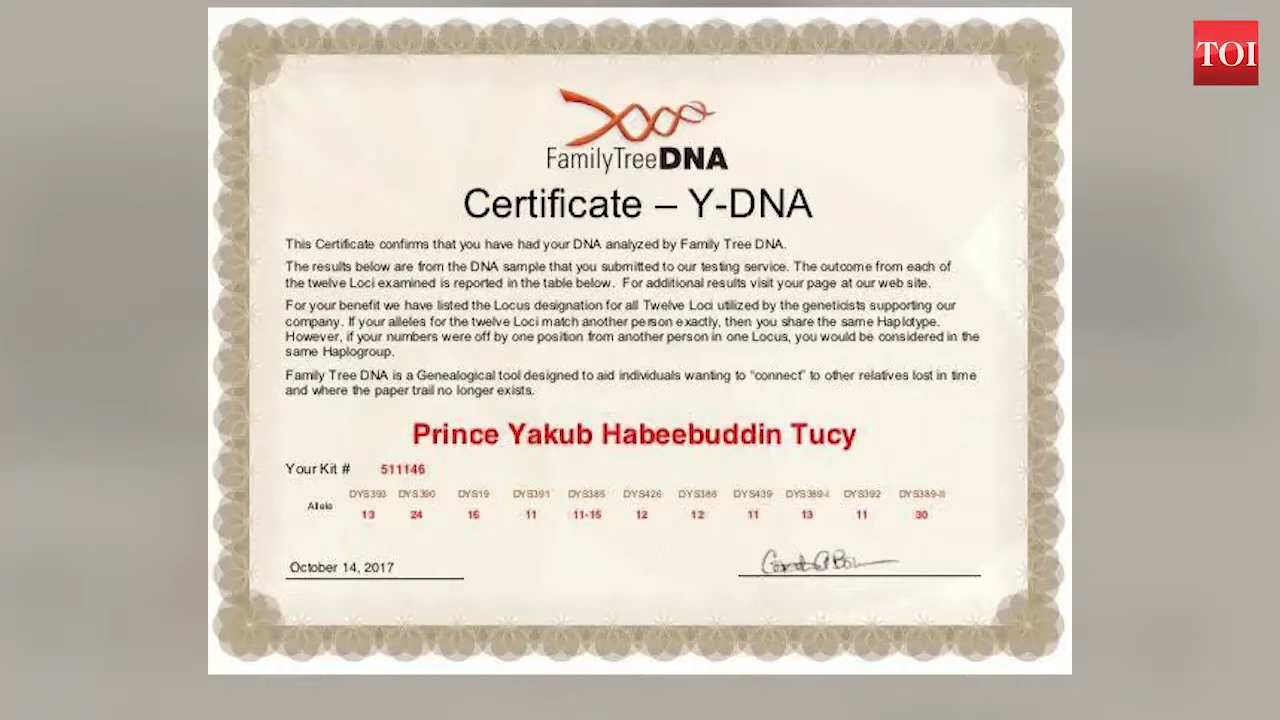 TOI
FamilyTreeDNA
Certificate – Y-DNA
This Certificate confirms that you have had your DNA analyzed by Family Tree DNA.
The results below are from the DNA sample that you submitted to our testing service. The outcome from each of
the twelve Loci examined is reported in the table below. For additional results visit your page at our web site.
For your benefit we have listed the Locus designation for all Twelve Loci utilized by the geneticists supporting our
company. If your alleles for the twelve Loci match another person exactly, then you share the same Haplotype.
However, if your numbers were off by one position from another person in one Locus, you would be considered in the
same Haplogroup.
Family Tree DNA is a Genealogical tool designed to aid individuals wanting to "connect" to other relatives lost in time
and where the paper trail no longer exists.
Prince Yakub Habeebuddin Tucy
Your Kit # 511146
DYS393 DYS390 DYS19 DYS391 DYS385 DYS426 DYS388 DYS439 DYS389-I DYS392 DYS389-II
Allele 13 24 16 11 11-15 12 12 11 13 11 30
October 14, 2017